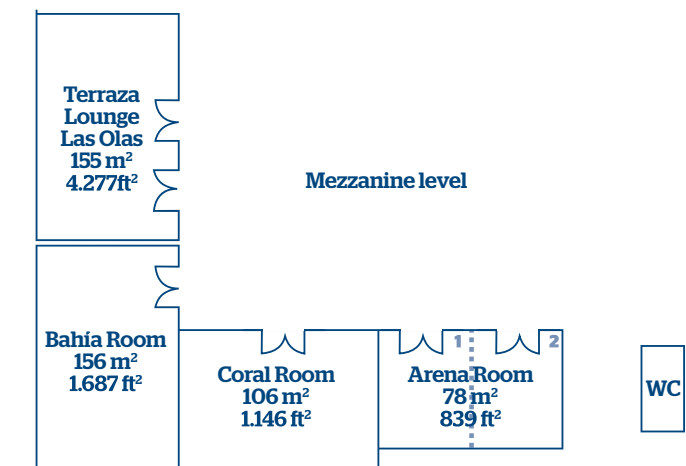 Terraza
Lounge
Las Olas
155 m²
4.277ft²
Mezzanine level
Bahía Room
156 m²
1.687 ft²
Coral Room
106 m²
1.146 ft²
1
2
Arena Room
78 m²
839 ft²
WC